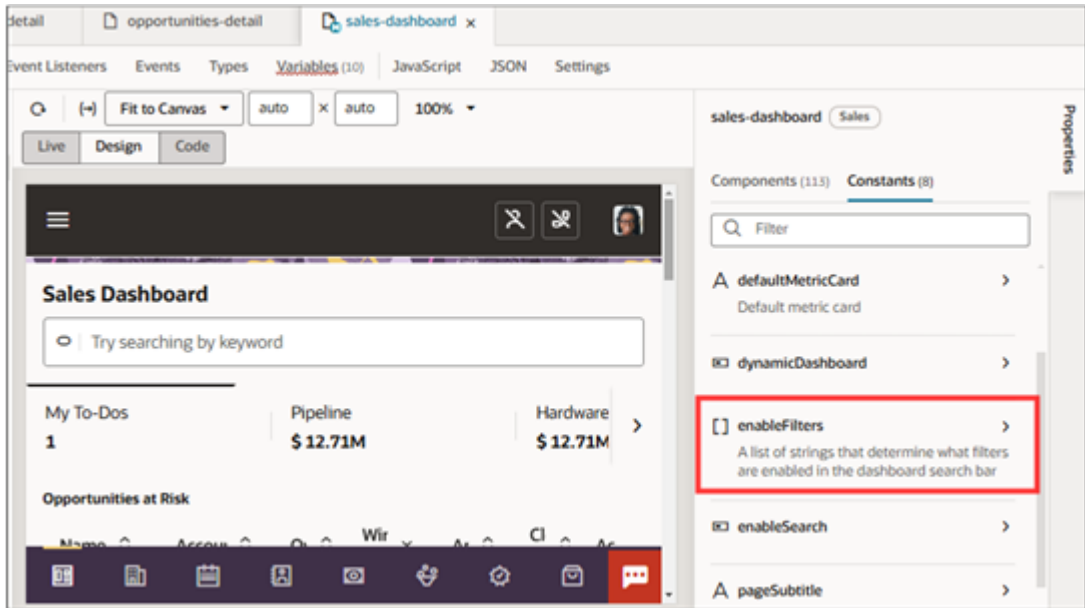 detail
opportunities-detail
sales-dashboard x
Event Listeners Events Types Variables (10) JavaScript JSON Settings
Fit to Canvas auto × auto 100%
Live Design Code
Sales Dashboard
Try searching by keyword
My To-Dos Pipeline Hardware
1 $ 12.71M $ 12.71M
Opportunities at Risk
Name Win Cl
sales-dashboard Sales
Components (113) Constants (8)
Filter
defaultMetricCard
Default metric card
dynamicDashboard
enableFilters
A list of strings that determine what filters
are enabled in the dashboard search bar
enableSearch
pageSubtitle
Properties